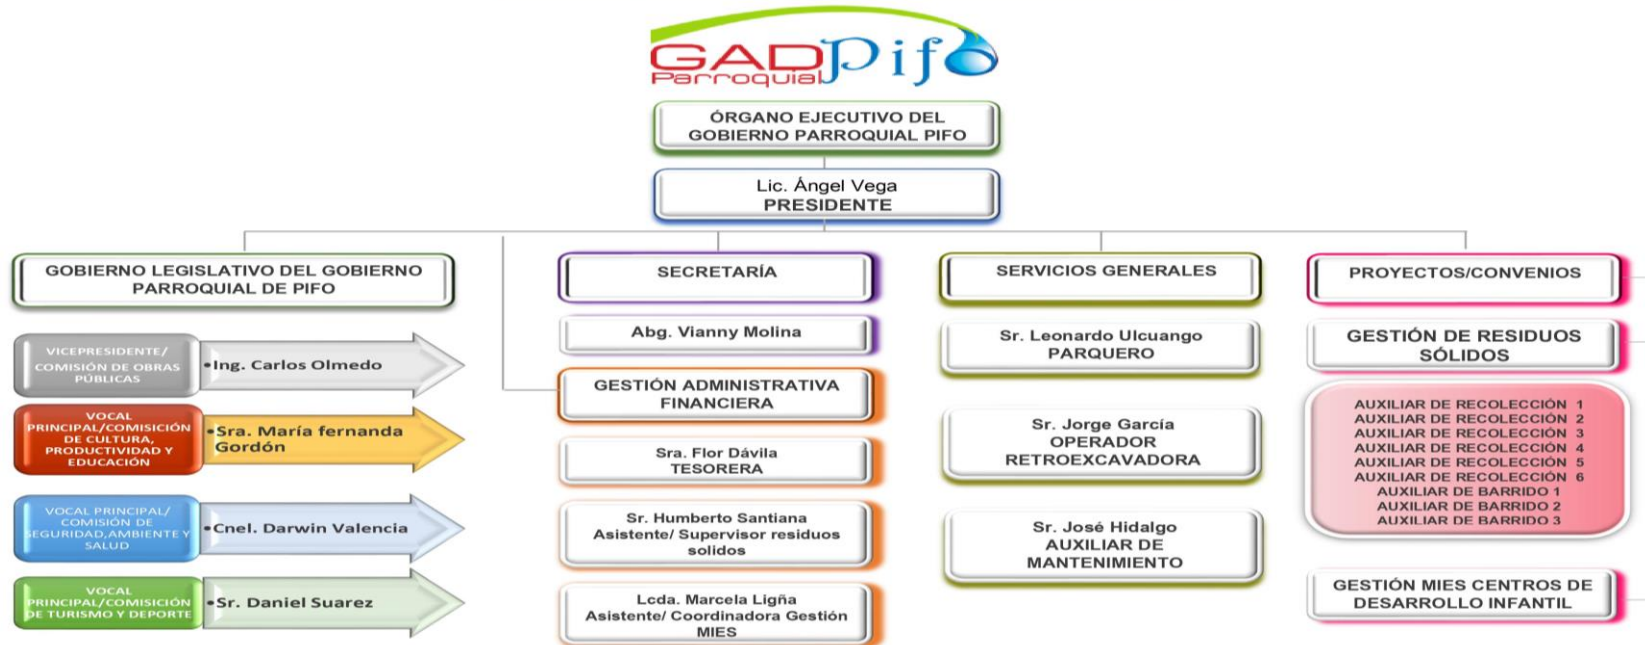 GAD Pifo
Parroquial
ÓRGANO EJECUTIVO DEL
GOBIERNO PARROQUIAL PIFO
Lic. Ángel Vega
PRESIDENTE
GOBIERNO LEGISLATIVO DEL GOBIERNO
PARROQUIAL DE PIFO
VICEPRESIDENTE/
COMISIÓN DE OBRAS
PÚBLICAS
•Ing. Carlos Olmedo
VOCAL
PRINCIPAL/COMISICIÓN
DE CULTURA,
PRODUCTIVIDAD Y
EDUCACIÓN
•Sra. María fernanda
Gordón
VOCAL PRINCIPAL/
COMISIÓN DE
SEGURIDAD,AMBIENTE Y
SALUD
•Cnel. Darwin Valencia
VOCAL
PRINCIPAL/COMISICIÓN
DE TURISMO Y DEPORTE
•Sr. Daniel Suarez
SECRETARÍA
Abg. Vianny Molina
GESTIÓN ADMINISTRATIVA
FINANCIERA
Sra. Flor Dávila
TESORERA
Sr. Humberto Santiana
Asistente/ Supervisor residuos
solidos
Lcda. Marcela Ligña
Asistente/ Coordinadora Gestión
MIES
SERVICIOS GENERALES
Sr. Leonardo Ulcuango
PARQUERO
Sr. Jorge García
OPERADOR
RETROEXCAVADORA
Sr. José Hidalgo
AUXILIAR DE
MANTENIMIENTO
PROYECTOS/CONVENIOS
GESTIÓN DE RESIDUOS
SÓLIDOS
AUXILIAR DE RECOLECCIÓN 1
AUXILIAR DE RECOLECCIÓN 2
AUXILIAR DE RECOLECCIÓN 3
AUXILIAR DE RECOLECCIÓN 4
AUXILIAR DE RECOLECCIÓN 5
AUXILIAR DE RECOLECCIÓN 6
AUXILIAR DE BARRIDO 1
AUXILIAR DE BARRIDO 2
AUXILIAR DE BARRIDO 3
GESTIÓN MIES CENTROS DE
DESARROLLO INFANTIL